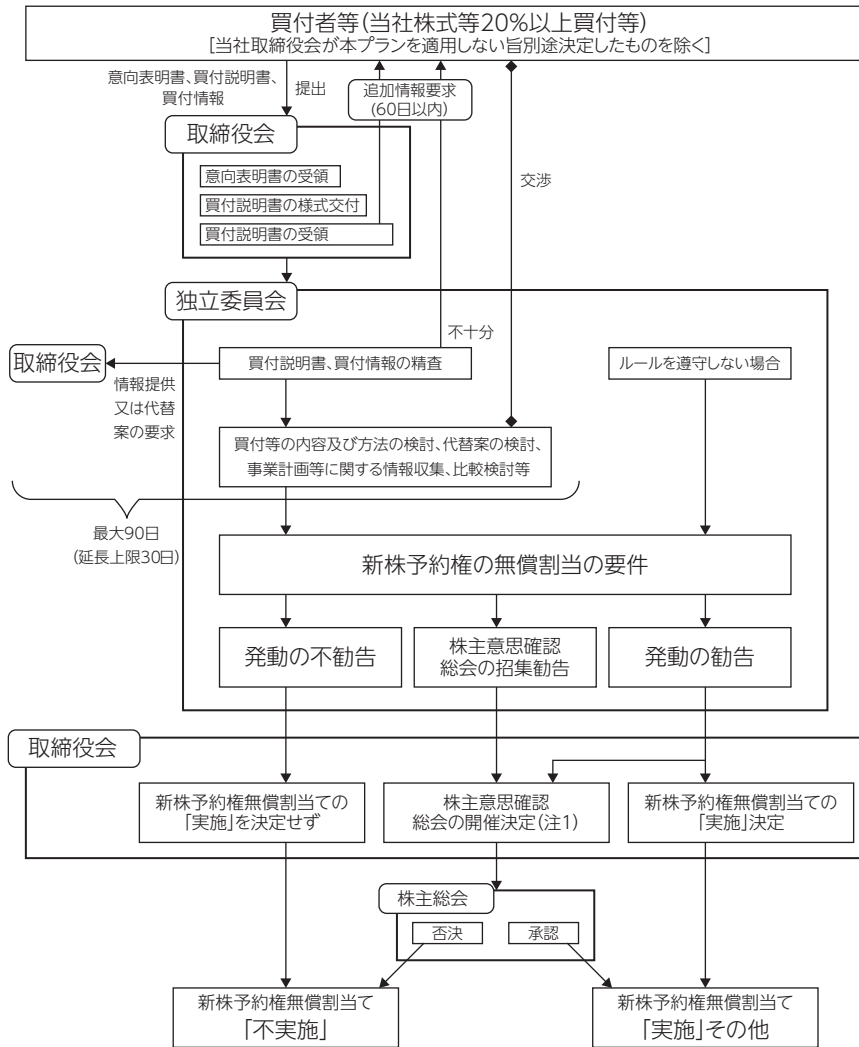 買付者等(当社株式等20%以上買付等)
[当社取締役会が本プランを適用しない旨別途決定したものを除く]
意向表明書、買付説明書、
買付情報
提出
追加情報要求
(60日以内)
取締役会
意向表明書の受領
買付説明書の様式交付
買付説明書の受領
交渉
独立委員会
不十分
取締役会
買付説明書、買付情報の精査
ルールを遵守しない場合
情報提供
又は代替
案の要求
買付等の内容及び方法の検討、代替案の検討、
事業計画等に関する情報収集、比較検討等
最大90日
(延長上限30日)
新株予約権の無償割当の要件
発動の不勧告
株主意思確認
総会の招集勧告
発動の勧告
取締役会
新株予約権無償割当ての
「実施」を決定せず
株主意思確認
総会の開催決定(注1)
新株予約権無償割当ての
「実施」決定
株主総会
否決
承認
新株予約権無償割当て
「不実施」
新株予約権無償割当て
「実施」その他